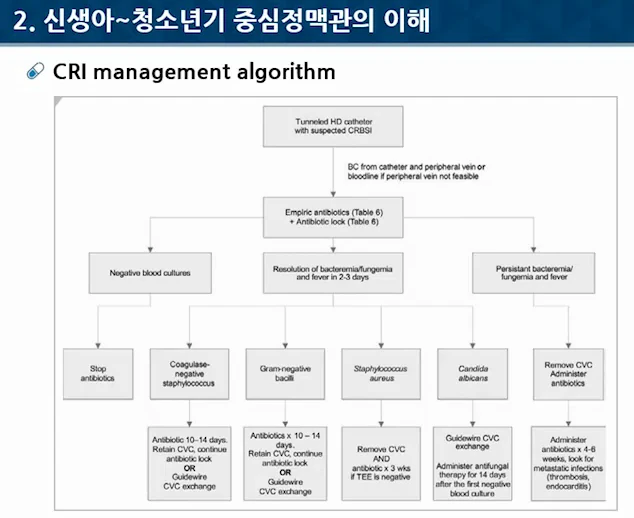 2. 신생아~청소년기 중심정맥관의 이해
CRI management algorithm
Tunneled HD catheter
with suspected CRBSI
BC from catheter and peripheral vein or
bloodline if peripheral vein not feasible
Empiric antibiotics (Table 6)
+ Antibiotic lock (Table 6)
Negative blood cultures
Resolution of bacteremia/fungemia
and fever in 2-3 days
Persistant bacteremia/
fungemia and fever
Stop
antibiotics
Coagulase-
negative
staphylococcus
Gram-negative
bacilli
Staphylococcus
aureus
Candida
albicans
Remove CVC
Administer
antibiotics
Antibiotic 10–14 days.
Retain CVC, continue
antibiotic lock
OR
Guidewire
CVC exchange
Antibiotics x 10 – 14
days.
Retain CVC, continue
antibiotic lock
OR
Guidewire
CVC exchange
Remove CVC
AND
antibiotic x 3 wks
if TEE is negative
Guidewire CVC
exchange
Administer antifungal
therapy for 14 days
after the first negative
blood culture
Administer
antibiotics x 4-6
weeks, look for
metastatic infections
(thrombosis,
endocarditis)